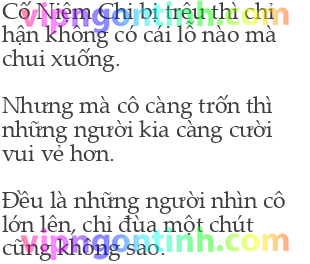 Cố Niệm Chi bị trêu thì chỉ
vipngontinh.com
hận không có cái lỗ nào mà
chui xuống.
Nhưng mà cô càng trốn thì
những người kia càng cười
vui vẻ hơn.
Đều là những người nhìn cô
lớn lên, chỉ đùa một chút
vipngontinh.com
cũng không sao.